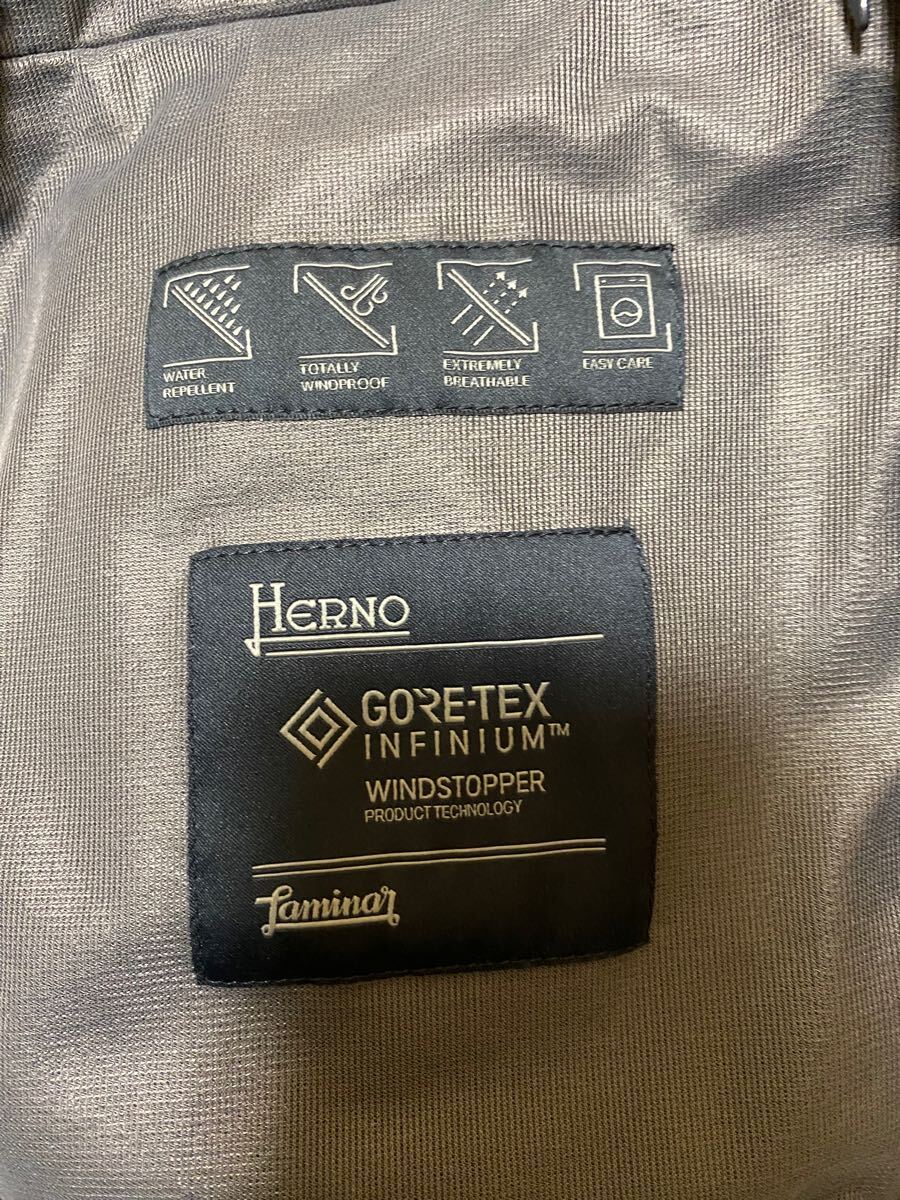 WATER
REPELLENT
TOTALLY
WINDPROOF
EXTREMELY
BREATHABLE
EASY CARE
HERNO
GORE-TEX
INFINIUM™
WINDSTOPPER
PRODUCT TECHNOLOGY
Laminar